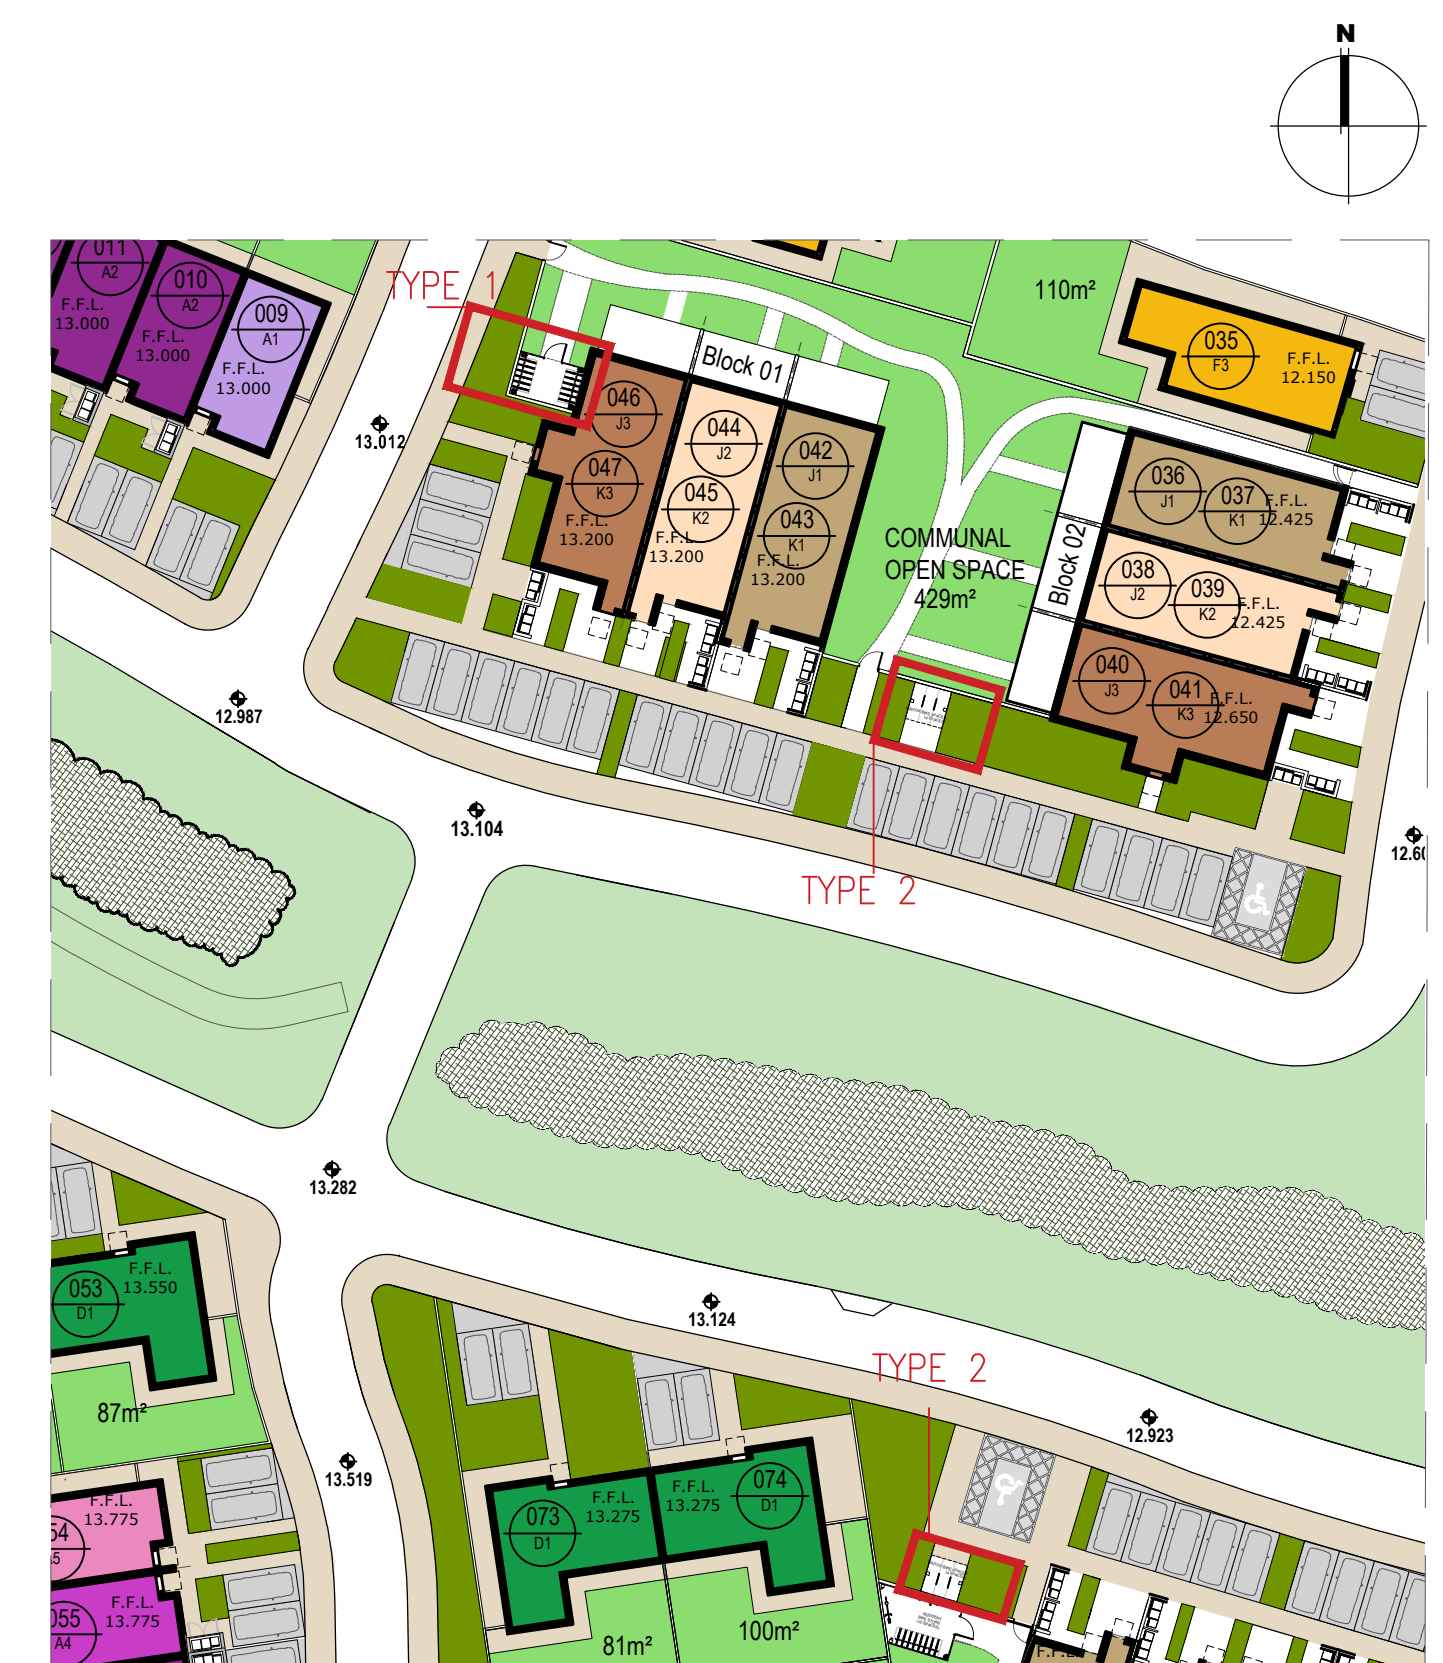 N
011
A2
F.F.L.
13.000
010
A2
F.F.L.
13.000
009
A1
F.F.L.
13.000
TYPE 1
13.012
110m²
035
F3
F.F.L.
12.150
Block 01
046
J3
047
K3
F.F.L.
13.200
044
J2
045
K2
F.F.L.
13.200
042
J1
043
K1
F.F.L.
13.200
COMMUNAL
OPEN SPACE
429m²
Block 02
036
J1
037
K1
F.F.L.
12.425
038
J2
039
K2
F.F.L.
12.425
040
J3
041
K3
F.F.L.
12.650
12.987
13.104
TYPE 2
13.282
053
D1
F.F.L.
13.550
13.124
TYPE 2
87m²
12.923
13.519
F.F.L.
13.775
055
A4
F.F.L.
13.775
073
D1
F.F.L.
13.275
074
D1
F.F.L.
13.275
81m²
100m²
F.F.L.